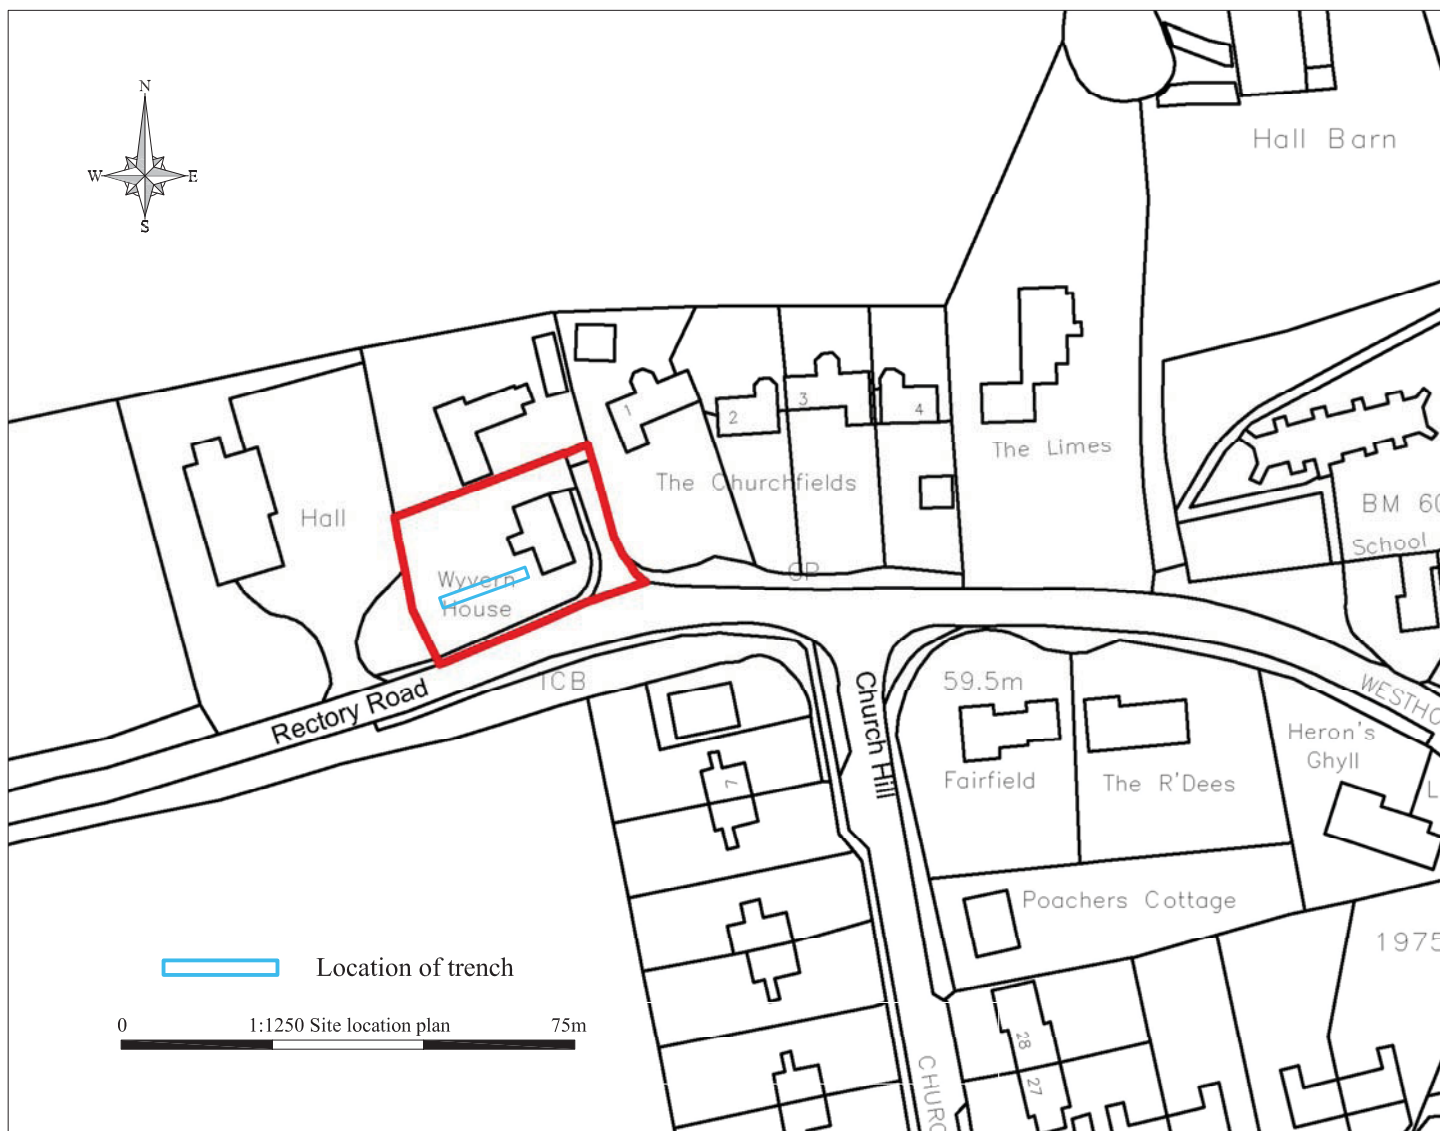 N
W E
S
Hall Barn
The Limes
1
2
3
4
The Churchfields
BM 60
School
Hall
Wyvern
House
GP
TCB
59.5m
WESTHO
Rectory Road
Church Hill
Heron's
Ghyll
Fairfield
The R'Dees
7
L
Poachers Cottage
1975
Location of trench
0 1:1250 Site location plan 75m
28
27
CHURC